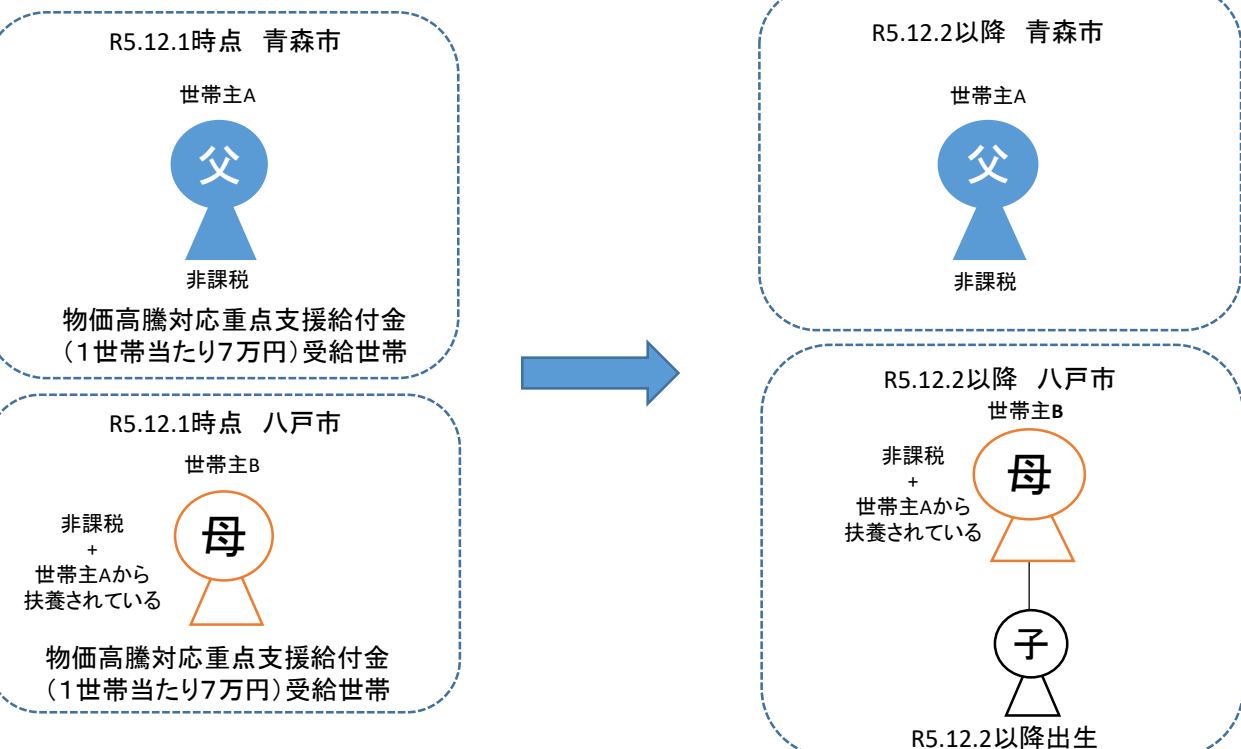 R5.12.1時点 青森市
世帯主A
父
非課税
物価高騰対応重点支援給付金
（１世帯当たり７万円）受給世帯
R5.12.1時点 八戸市
世帯主B
母
非課税
+
世帯主Aから
扶養されている
物価高騰対応重点支援給付金
（１世帯当たり７万円）受給世帯
R5.12.2以降 青森市
世帯主A
父
非課税
R5.12.2以降 八戸市
世帯主B
母
非課税
+
世帯主Aから
扶養されている
子
R5.12.2以降出生